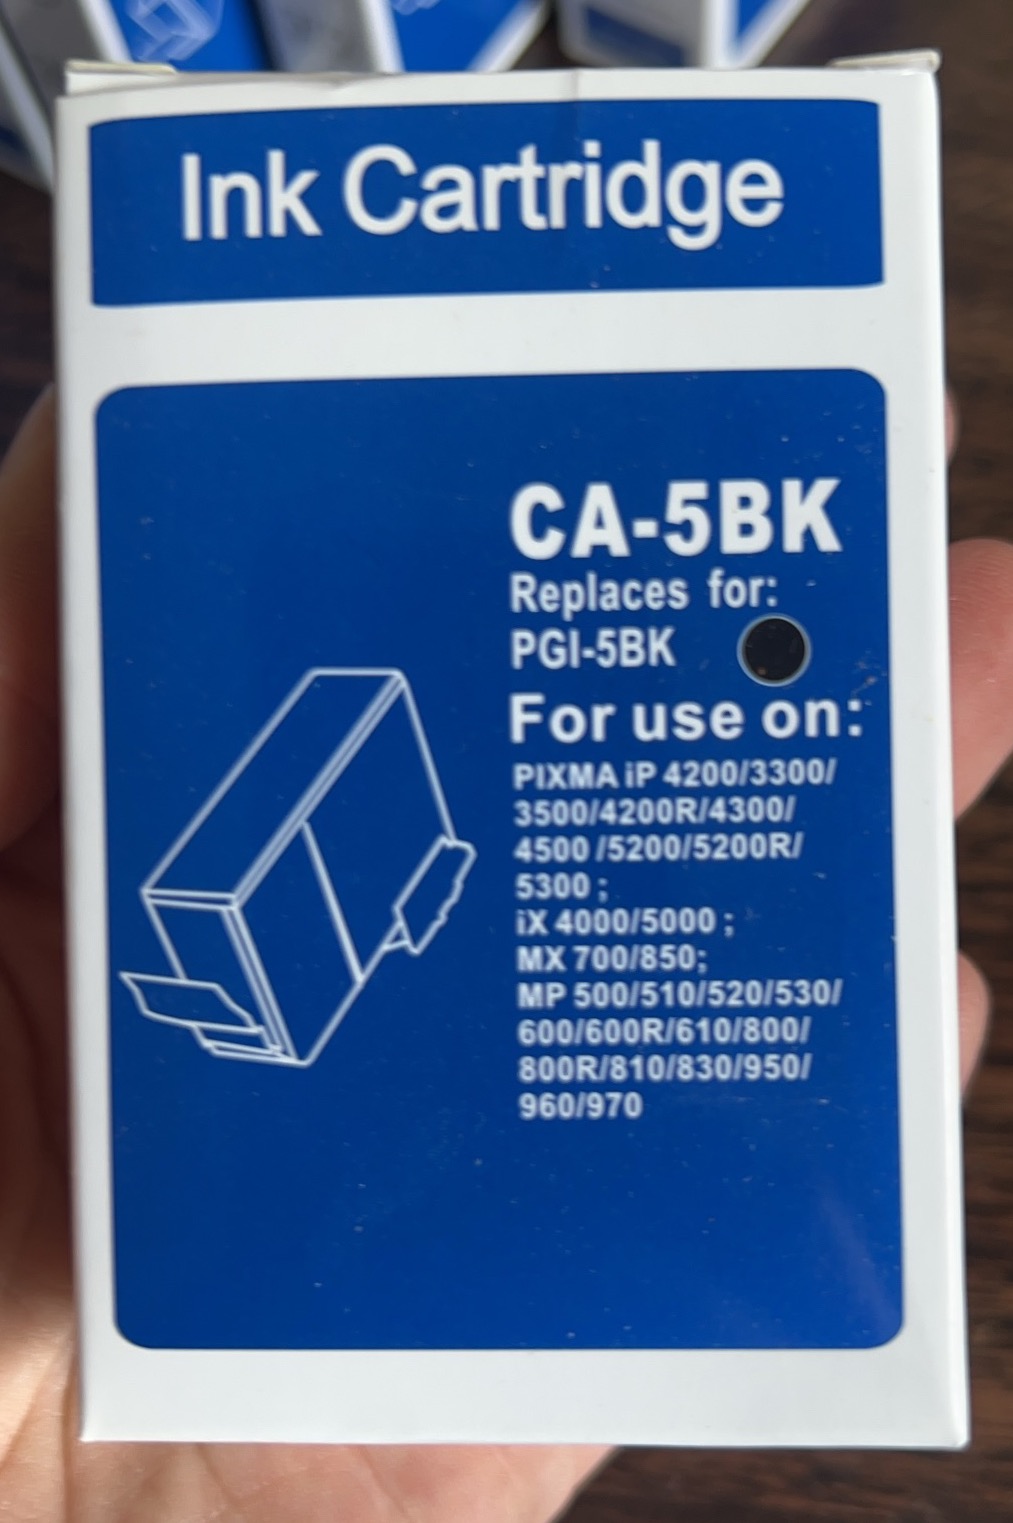 Ink Cartridge
CA-5BK
Replaces for:
PGI-5BK
For use on:
PIXMA iP 4200/3300/
3500/4200R/4300/
4500 /5200/5200R/
5300 ;
iX 4000/5000 ;
MX 700/850;
MP 500/510/520/530/
600/600R/610/800/
800R/810/830/950/
960/970